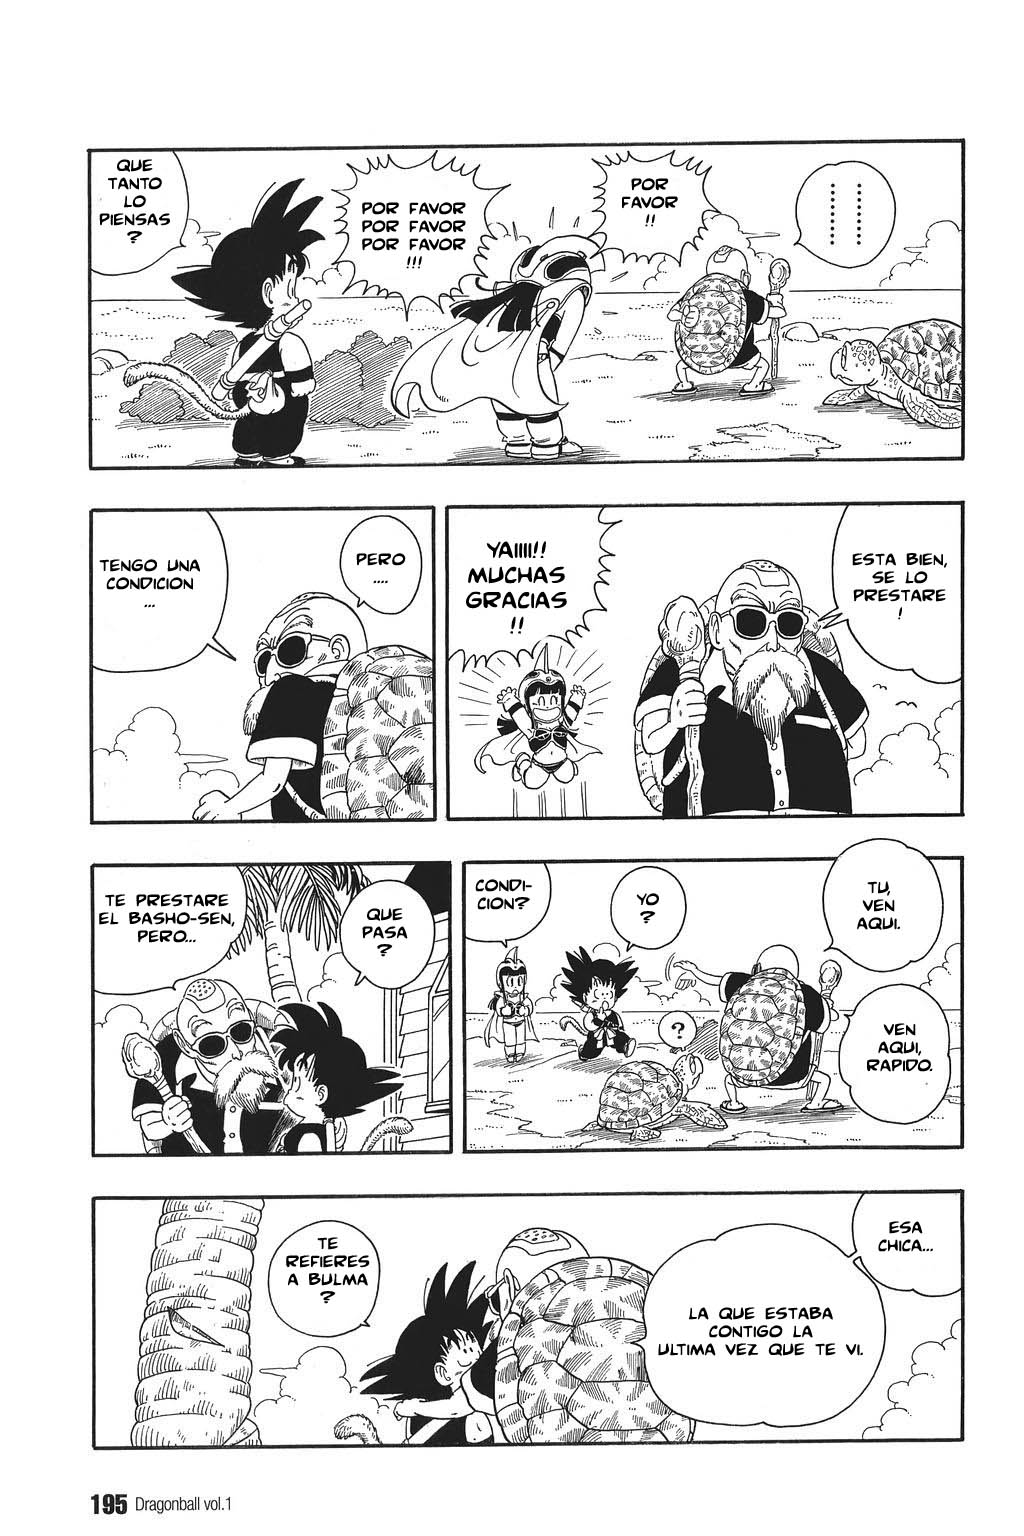 ......
......
POR
FAVOR
!!
POR FAVOR
POR FAVOR
POR FAVOR
!!!
QUE
TANTO
LO
PIENSAS
?
ESTA BIEN,
SE LO
PRESTARE
!
YAIIII!!
MUCHAS
GRACIAS
!!
PERO
....
TENGO UNA
CONDICION
...
TU,
VEN
AQUI.
VEN
AQUI,
RAPIDO.
YO
?
?
CONDI-
CION?
QUE
PASA
?
TE PRESTARE
EL BASHO-SEN,
PERO...
ESA
CHICA...
LA QUE ESTABA
CONTIGO LA
ULTIMA VEZ QUE TE VI.
TE
REFIERES
A BULMA
?
195 Dragonball vol.1